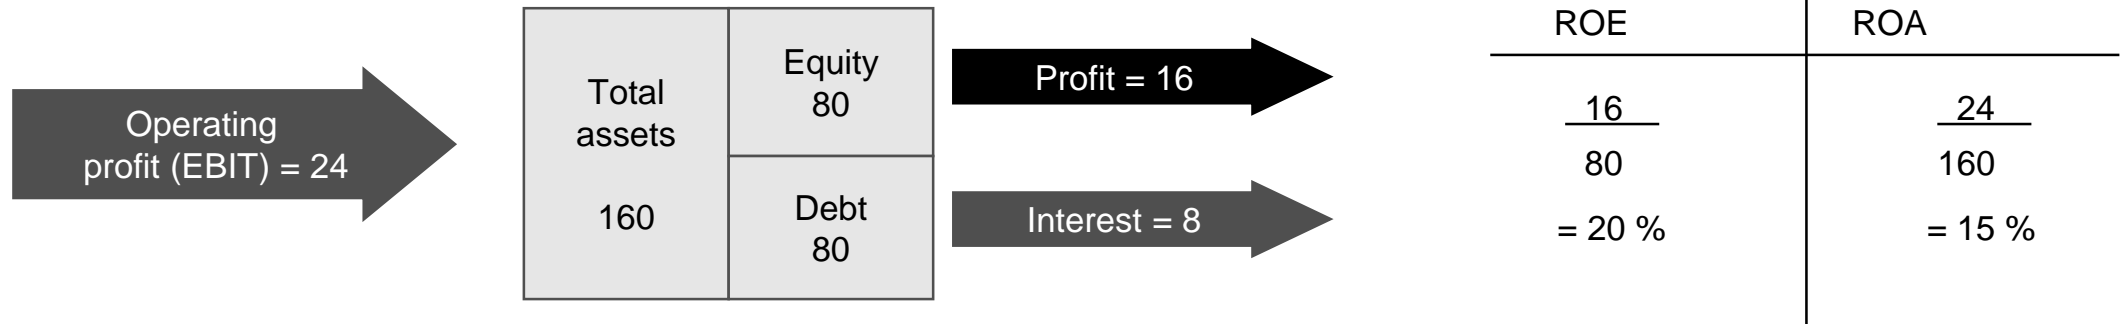 Operating
profit (EBIT) = 24
Total
assets
160
Equity
80
Debt
80
Profit = 16
Interest = 8
ROE
16
80
= 20 %
ROA
24
160
= 15 %